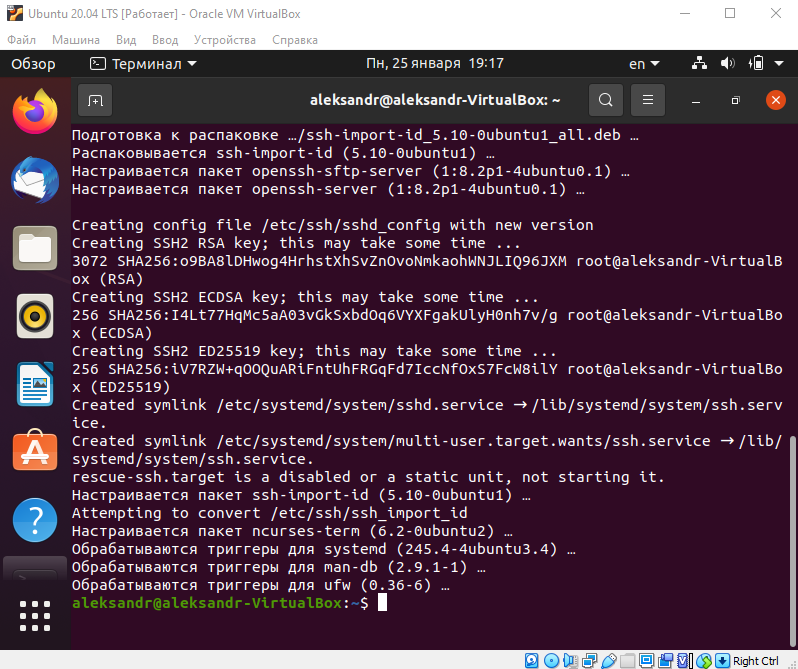 Ubuntu 20.04 LTS [Работает] - Oracle VM VirtualBox
Файл Машина Вид Ввод Устройства Справка
Обзор Терминал Пн, 25 января 19:17 en
aleksandr@aleksandr-VirtualBox: ~
Подготовка к распаковке …/ssh-import-id_5.10-0ubuntu1_all.deb …
Распаковывается ssh-import-id (5.10-0ubuntu1) …
Настраивается пакет openssh-sftp-server (1:8.2p1-4ubuntu0.1) …
Настраивается пакет openssh-server (1:8.2p1-4ubuntu0.1) …
Creating config file /etc/ssh/sshd_config with new version
Creating SSH2 RSA key; this may take some time ...
3072 SHA256:o9BA8lDHwog4HrhstXhSvZnOvoNmkaohWNJLIQ96JXM root@aleksandr-VirtualB
ox (RSA)
Creating SSH2 ECDSA key; this may take some time ...
256 SHA256:I4Lt77HqMc5aA03vGkSxbdOq6VYXFgakUlyH0nh7v/g root@aleksandr-VirtualBo
x (ECDSA)
Creating SSH2 ED25519 key; this may take some time ...
256 SHA256:iV7RZW+qOOQuARiFntUhFRGqFd7IccNfOxS7FcW8ilY root@aleksandr-VirtualBo
x (ED25519)
Created symlink /etc/systemd/system/sshd.service → /lib/systemd/system/ssh.serv
ice.
Created symlink /etc/systemd/system/multi-user.target.wants/ssh.service → /lib/
systemd/system/ssh.service.
rescue-ssh.target is a disabled or a static unit, not starting it.
Настраивается пакет ssh-import-id (5.10-0ubuntu1) …
Attempting to convert /etc/ssh/ssh_import_id
Настраивается пакет ncurses-term (6.2-0ubuntu2) …
Обрабатываются триггеры для systemd (245.4-4ubuntu3.4) …
Обрабатываются триггеры для man-db (2.9.1-1) …
Обрабатываются триггеры для ufw (0.36-6) …
aleksandr@aleksandr-VirtualBox:~$
Right Ctrl